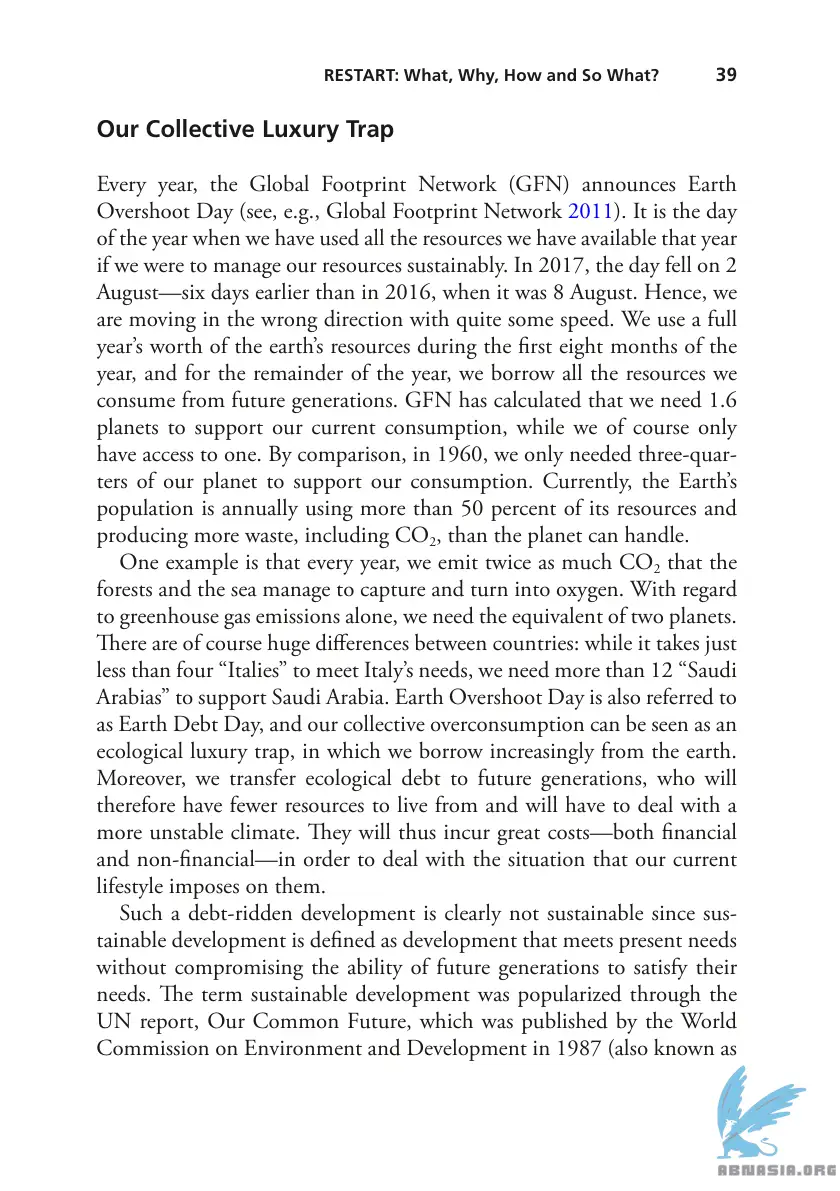 RESTART: What, Why, How and So What? 39
Our Collective Luxury Trap
Every year, the Global Footprint Network (GFN) announces Earth
Overshoot Day (see, e.g., Global Footprint Network 2011). It is the day
of the year when we have used all the resources we have available that year
if we were to manage our resources sustainably. In 2017, the day fell on 2
August—six days earlier than in 2016, when it was 8 August. Hence, we
are moving in the wrong direction with quite some speed. We use a full
year’s worth of the earth’s resources during the first eight months of the
year, and for the remainder of the year, we borrow all the resources we
consume from future generations. GFN has calculated that we need 1.6
planets to support our current consumption, while we of course only
have access to one. By comparison, in 1960, we only needed three-quar-
ters of our planet to support our consumption. Currently, the Earth’s
population is annually using more than 50 percent of its resources and
producing more waste, including CO₂, than the planet can handle.
One example is that every year, we emit twice as much CO₂ that the
forests and the sea manage to capture and turn into oxygen. With regard
to greenhouse gas emissions alone, we need the equivalent of two planets.
There are of course huge differences between countries: while it takes just
less than four “Italies” to meet Italy’s needs, we need more than 12 “Saudi
Arabias” to support Saudi Arabia. Earth Overshoot Day is also referred to
as Earth Debt Day, and our collective overconsumption can be seen as an
ecological luxury trap, in which we borrow increasingly from the earth.
Moreover, we transfer ecological debt to future generations, who will
therefore have fewer resources to live from and will have to deal with a
more unstable climate. They will thus incur great costs—both financial
and non-financial—in order to deal with the situation that our current
lifestyle imposes on them.
Such a debt-ridden development is clearly not sustainable since sus-
tainable development is defined as development that meets present needs
without compromising the ability of future generations to satisfy their
needs. The term sustainable development was popularized through the
UN report, Our Common Future, which was published by the World
Commission on Environment and Development in 1987 (also known as
ABNASIA.ORG